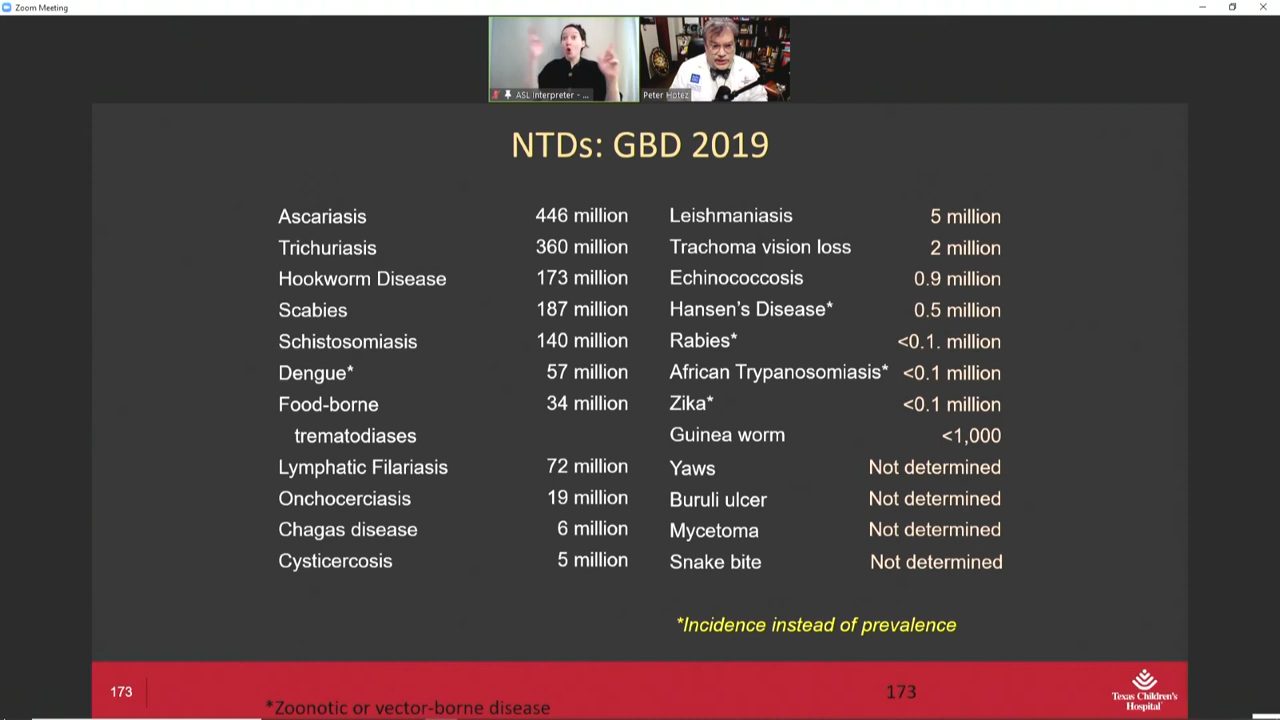 Zoom Meeting
ASL Interpreter - ...
Peter Hotez
NTDs: GBD 2019
Ascariasis 446 million
Trichuriasis 360 million
Hookworm Disease 173 million
Scabies 187 million
Schistosomiasis 140 million
Dengue* 57 million
Food-borne 34 million
trematodiases
Lymphatic Filariasis 72 million
Onchocerciasis 19 million
Chagas disease 6 million
Cysticercosis 5 million
Leishmaniasis 5 million
Trachoma vision loss 2 million
Echinococcosis 0.9 million
Hansen's Disease* 0.5 million
Rabies* <0.1. million
African Trypanosomiasis* <0.1 million
Zika* <0.1 million
Guinea worm <1,000
Yaws Not determined
Buruli ulcer Not determined
Mycetoma Not determined
Snake bite Not determined
*Incidence instead of prevalence
173
173
*Zoonotic or vector-borne disease
Texas Children's
Hospital